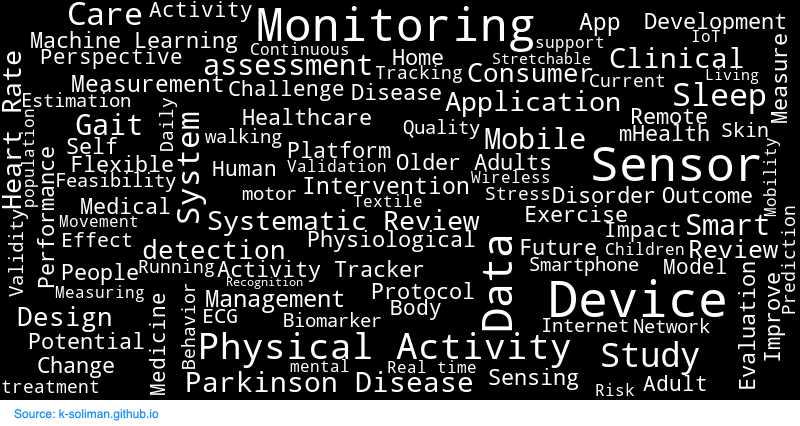 Care
Activity
Monitoring
App
Development
Machine Learning
Continuous
support
IoT
Perspective
assessment
Home
Stretchable
Clinical
Measure
Heart Rate
Tracking
Consumer
Current
Living
Measurement
Challenge
Disease
Application
Sleep
Estimation
Daily
Gait
System
Healthcare
Quality
Mobile
Remote
mHealth
Skin
population
Self
walking
Platform
Sensor
Flexible
Human
Validation
Older Adults
Wireless
Mobility
Feasibility
Performance
motor
Intervention
Textile
Stress
Disorder
Outcome
Medical
Systematic Review
Exercise
Impact
Smart
Movement
Validity
Effect
detection
Physiological
Data
Future
Children
Review
Prediction
People
Running
Activity Tracker
Smartphone
Model
Measuring
Recognition
Management
Protocol
Device
Evaluation
Improve
Medicine
Behavior
Design
ECG
Biomarker
Body
Internet
Network
Potential
Physical Activity
Study
Change
mental
Real time
treatment
Parkinson Disease
Sensing
Risk
Adult
Source: k-soliman.github.io